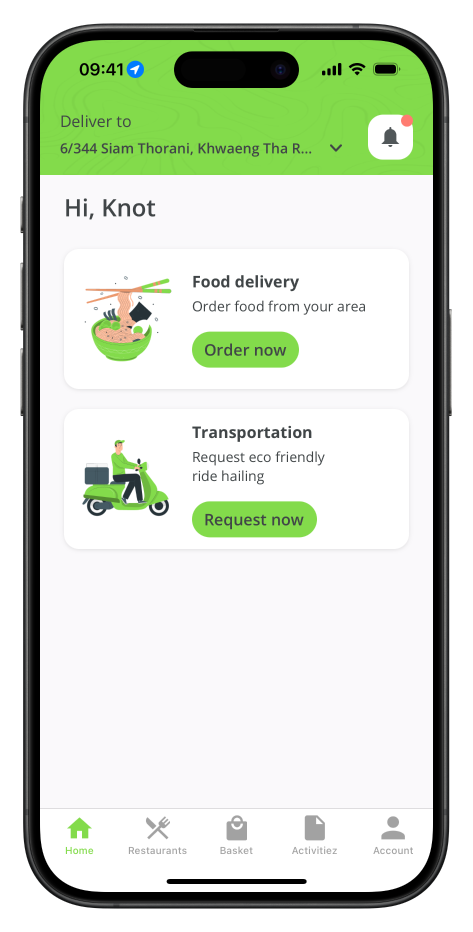 09:41
Deliver to
6/344 Siam Thorani, Khwaeng Tha R...
Hi, Knot
Food delivery
Order food from your area
Order now
Transportation
Request eco friendly
ride hailing
Request now
Home Restaurants Basket Activitiez Account